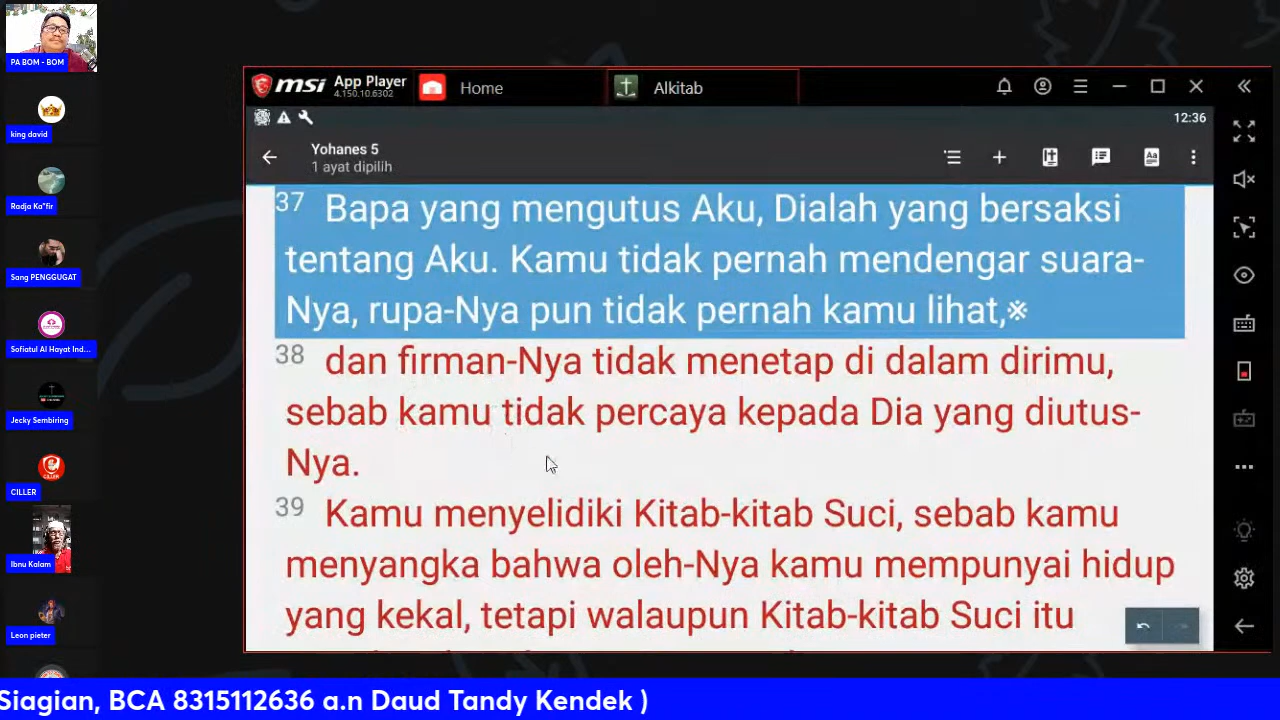 PA BOM - BOM
king david
Radja Ka"fir
Sang PENGGUGAT
Sofiatul Al Hayat Ind...
Jecky Sembiring
CILLER
Ibnu Kalam
Leon pieter
msi App Player
4.150.10.6302
Home
Alkitab
12:36
Yohanes 5
1 ayat dipilih
37 Bapa yang mengutus Aku, Dialah yang bersaksi
tentang Aku. Kamu tidak pernah mendengar suara-
Nya, rupa-Nya pun tidak pernah kamu lihat,※
38 dan firman-Nya tidak menetap di dalam dirimu,
sebab kamu tidak percaya kepada Dia yang diutus-
Nya.
39 Kamu menyelidiki Kitab-kitab Suci, sebab kamu
menyangka bahwa oleh-Nya kamu mempunyai hidup
yang kekal, tetapi walaupun Kitab-kitab Suci itu
Siagian, BCA 8315112636 a.n Daud Tandy Kendek )